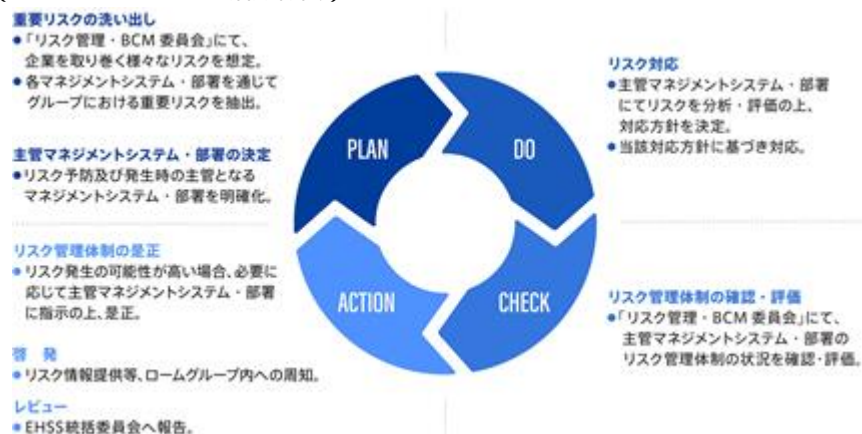 重要リスクの洗い出し
●「リスク管理・BCM 委員会」にて、
企業を取り巻く様々なリスクを想定。
●各マネジメントシステム・部署を通じて
グループにおける重要リスクを抽出。
主管マネジメントシステム・部署の決定
●リスク予防及び発生時の主管となる
マネジメントシステム・部署を明確化。
PLAN
DO
リスク対応
●主管マネジメントシステム・部署
にてリスクを分析・評価の上、
対応方針を決定。
●当該対応方針に基づき対応。
リスク管理体制の是正
●リスク発生の可能性が高い場合、必要に
応じて主管マネジメントシステム・部署
に指示の上、是正。
啓 発
●リスク情報提供等、ロームグループ内への周知。
レビュー
●EHSS統括委員会へ報告。
ACTION
CHECK
リスク管理体制の確認・評価
●「リスク管理・BCM 委員会」にて、
主管マネジメントシステム・部署の
リスク管理体制の状況を確認・評価。